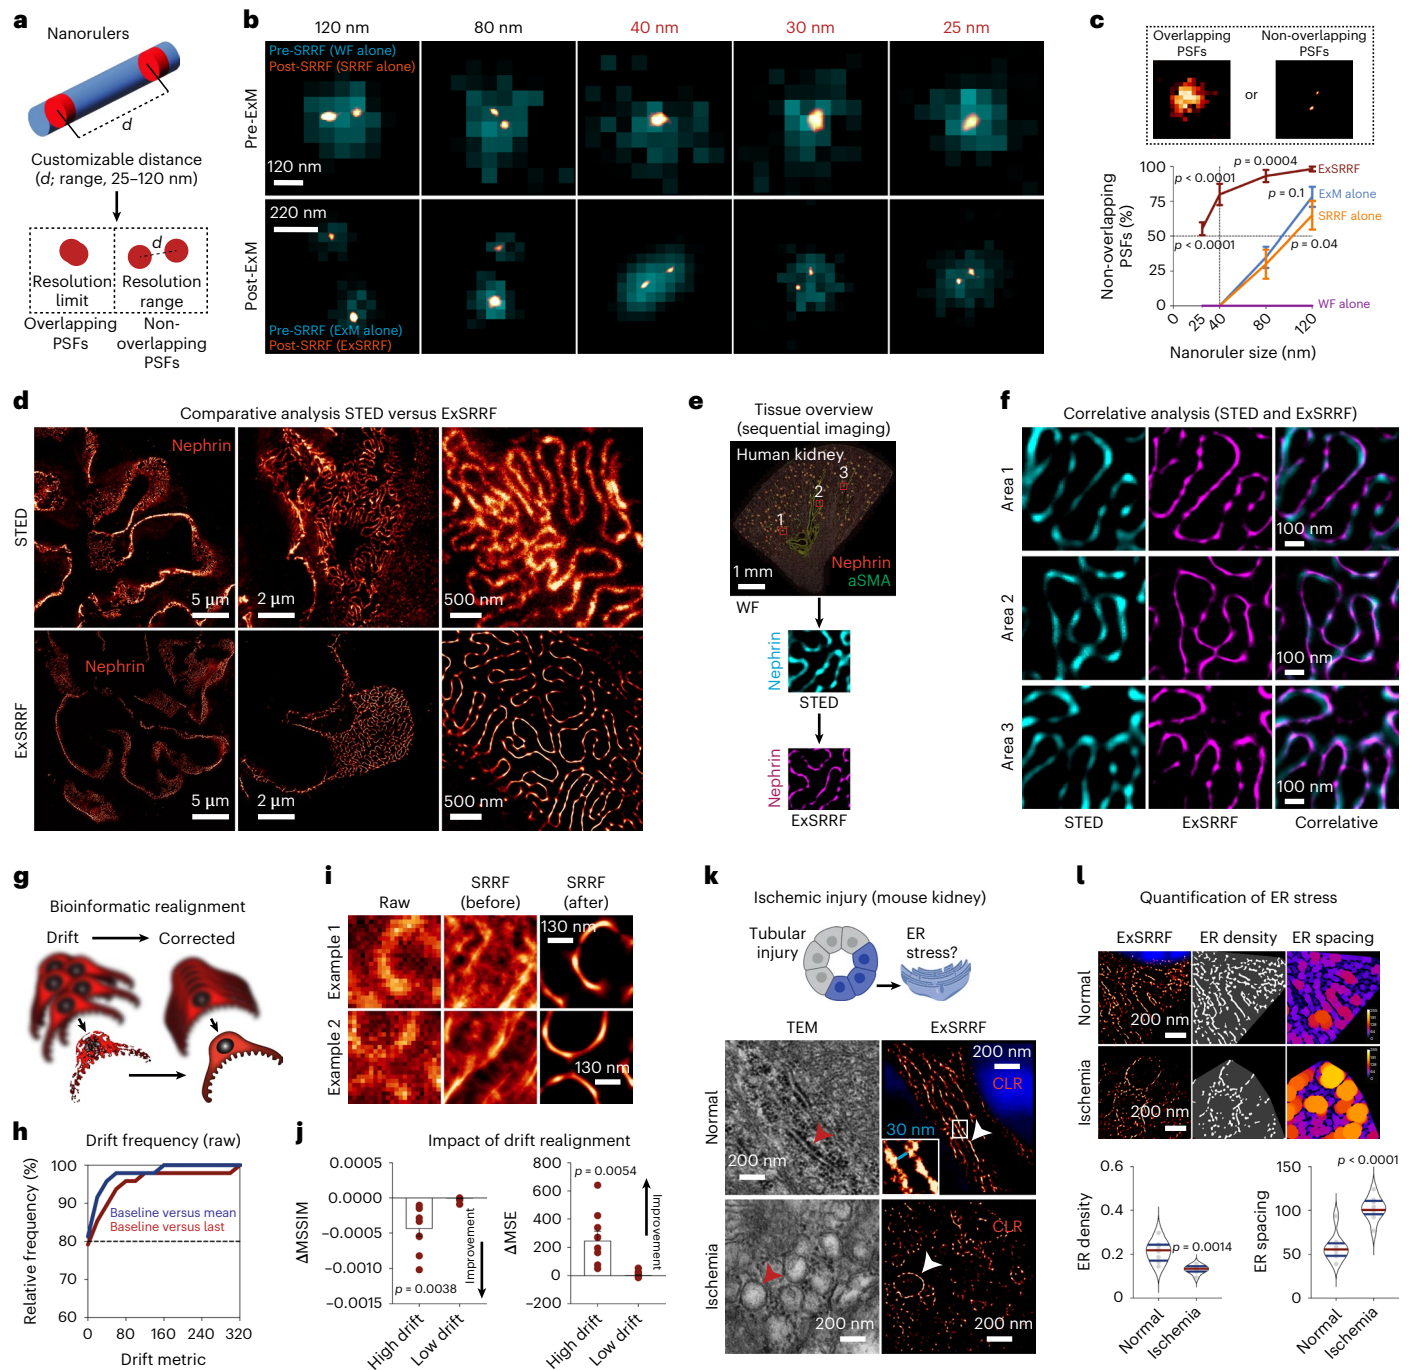 a
Nanorulers
d
Customizable distance
(d; range, 25–120 nm)
d
Resolution
limit
Resolution
range
Overlapping
PSFs
Non-
overlapping
PSFs
b
120 nm
80 nm
40 nm
30 nm
25 nm
Pre-ExM
Pre-SRRF (WF alone)
Post-SRRF (SRRF alone)
120 nm
Post-ExM
220 nm
Pre-SRRF (ExM alone)
Post-SRRF (ExSRRF)
c
Overlapping
PSFs
or
Non-overlapping
PSFs
Non-overlapping
PSFs (%)
100
75
50
25
0
p < 0.0001
p = 0.0004
p = 0.1
p < 0.0001
p = 0.04
ExSRRF
ExM alone
SRRF alone
WF alone
0
25
40
80
120
Nanoruler size (nm)
d
Comparative analysis STED versus ExSRRF
STED
Nephrin
5 µm
2 µm
500 nm
ExSRRF
Nephrin
5 µm
2 µm
500 nm
e
Tissue overview
(sequential imaging)
Human kidney
1
2
3
1 mm
Nephrin
aSMA
WF
Nephrin
STED
Nephrin
ExSRRF
f
Correlative analysis (STED and ExSRRF)
Area 1
100 nm
Area 2
100 nm
Area 3
100 nm
STED
ExSRRF
Correlative
g
Bioinformatic realignment
Drift
Corrected
h
Drift frequency (raw)
Relative frequency (%)
100
90
80
70
60
Baseline versus mean
Baseline versus last
0
80
160
240
320
Drift metric
i
Raw
SRRF
(before)
SRRF
(after)
Example 1
130 nm
Example 2
130 nm
j
Impact of drift realignment
ΔMSSIM
0.0005
0.0000
−0.0005
−0.0010
−0.0015
p = 0.0038
Improvement
High drift
Low drift
ΔMSE
800
600
400
200
0
−200
p = 0.0054
Improvement
High drift
Low drift
k
Ischemic injury (mouse kidney)
Tubular
injury
ER
stress?
TEM
ExSRRF
Normal
200 nm
200 nm
CLR
30 nm
Ischemia
200 nm
CLR
200 nm
l
Quantification of ER stress
ExSRRF
ER density
ER spacing
Normal
200 nm
Ischemia
200 nm
ER density
0.6
0.4
0.2
0
p = 0.0014
Normal
Ischemia
ER spacing
150
100
50
0
p < 0.0001
Normal
Ischemia